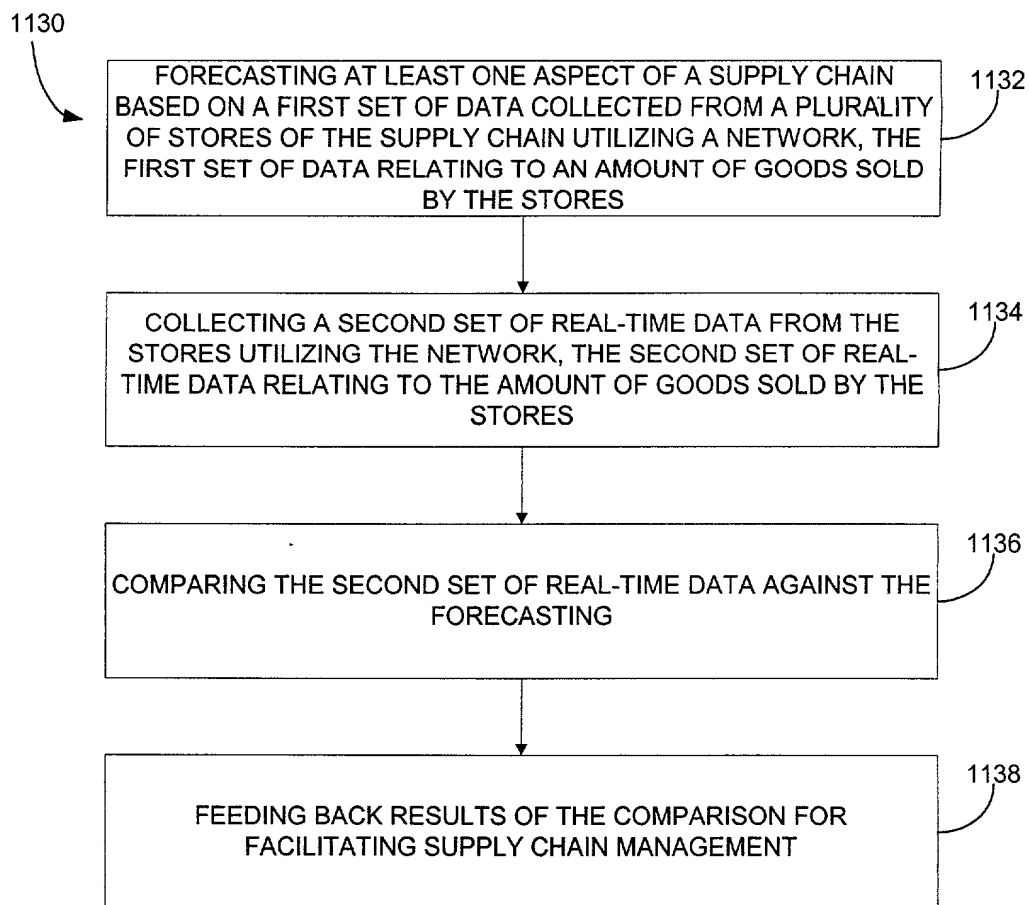 1130
FORECASTING AT LEAST ONE ASPECT OF A SUPPLY CHAIN
BASED ON A FIRST SET OF DATA COLLECTED FROM A PLURALITY
OF STORES OF THE SUPPLY CHAIN UTILIZING A NETWORK, THE
FIRST SET OF DATA RELATING TO AN AMOUNT OF GOODS SOLD
BY THE STORES
1132
COLLECTING A SECOND SET OF REAL-TIME DATA FROM THE
STORES UTILIZING THE NETWORK, THE SECOND SET OF REAL-
TIME DATA RELATING TO THE AMOUNT OF GOODS SOLD BY THE
STORES
1134
COMPARING THE SECOND SET OF REAL-TIME DATA AGAINST THE
FORECASTING
1136
FEEDING BACK RESULTS OF THE COMPARISON FOR
FACILITATING SUPPLY CHAIN MANAGEMENT
1138